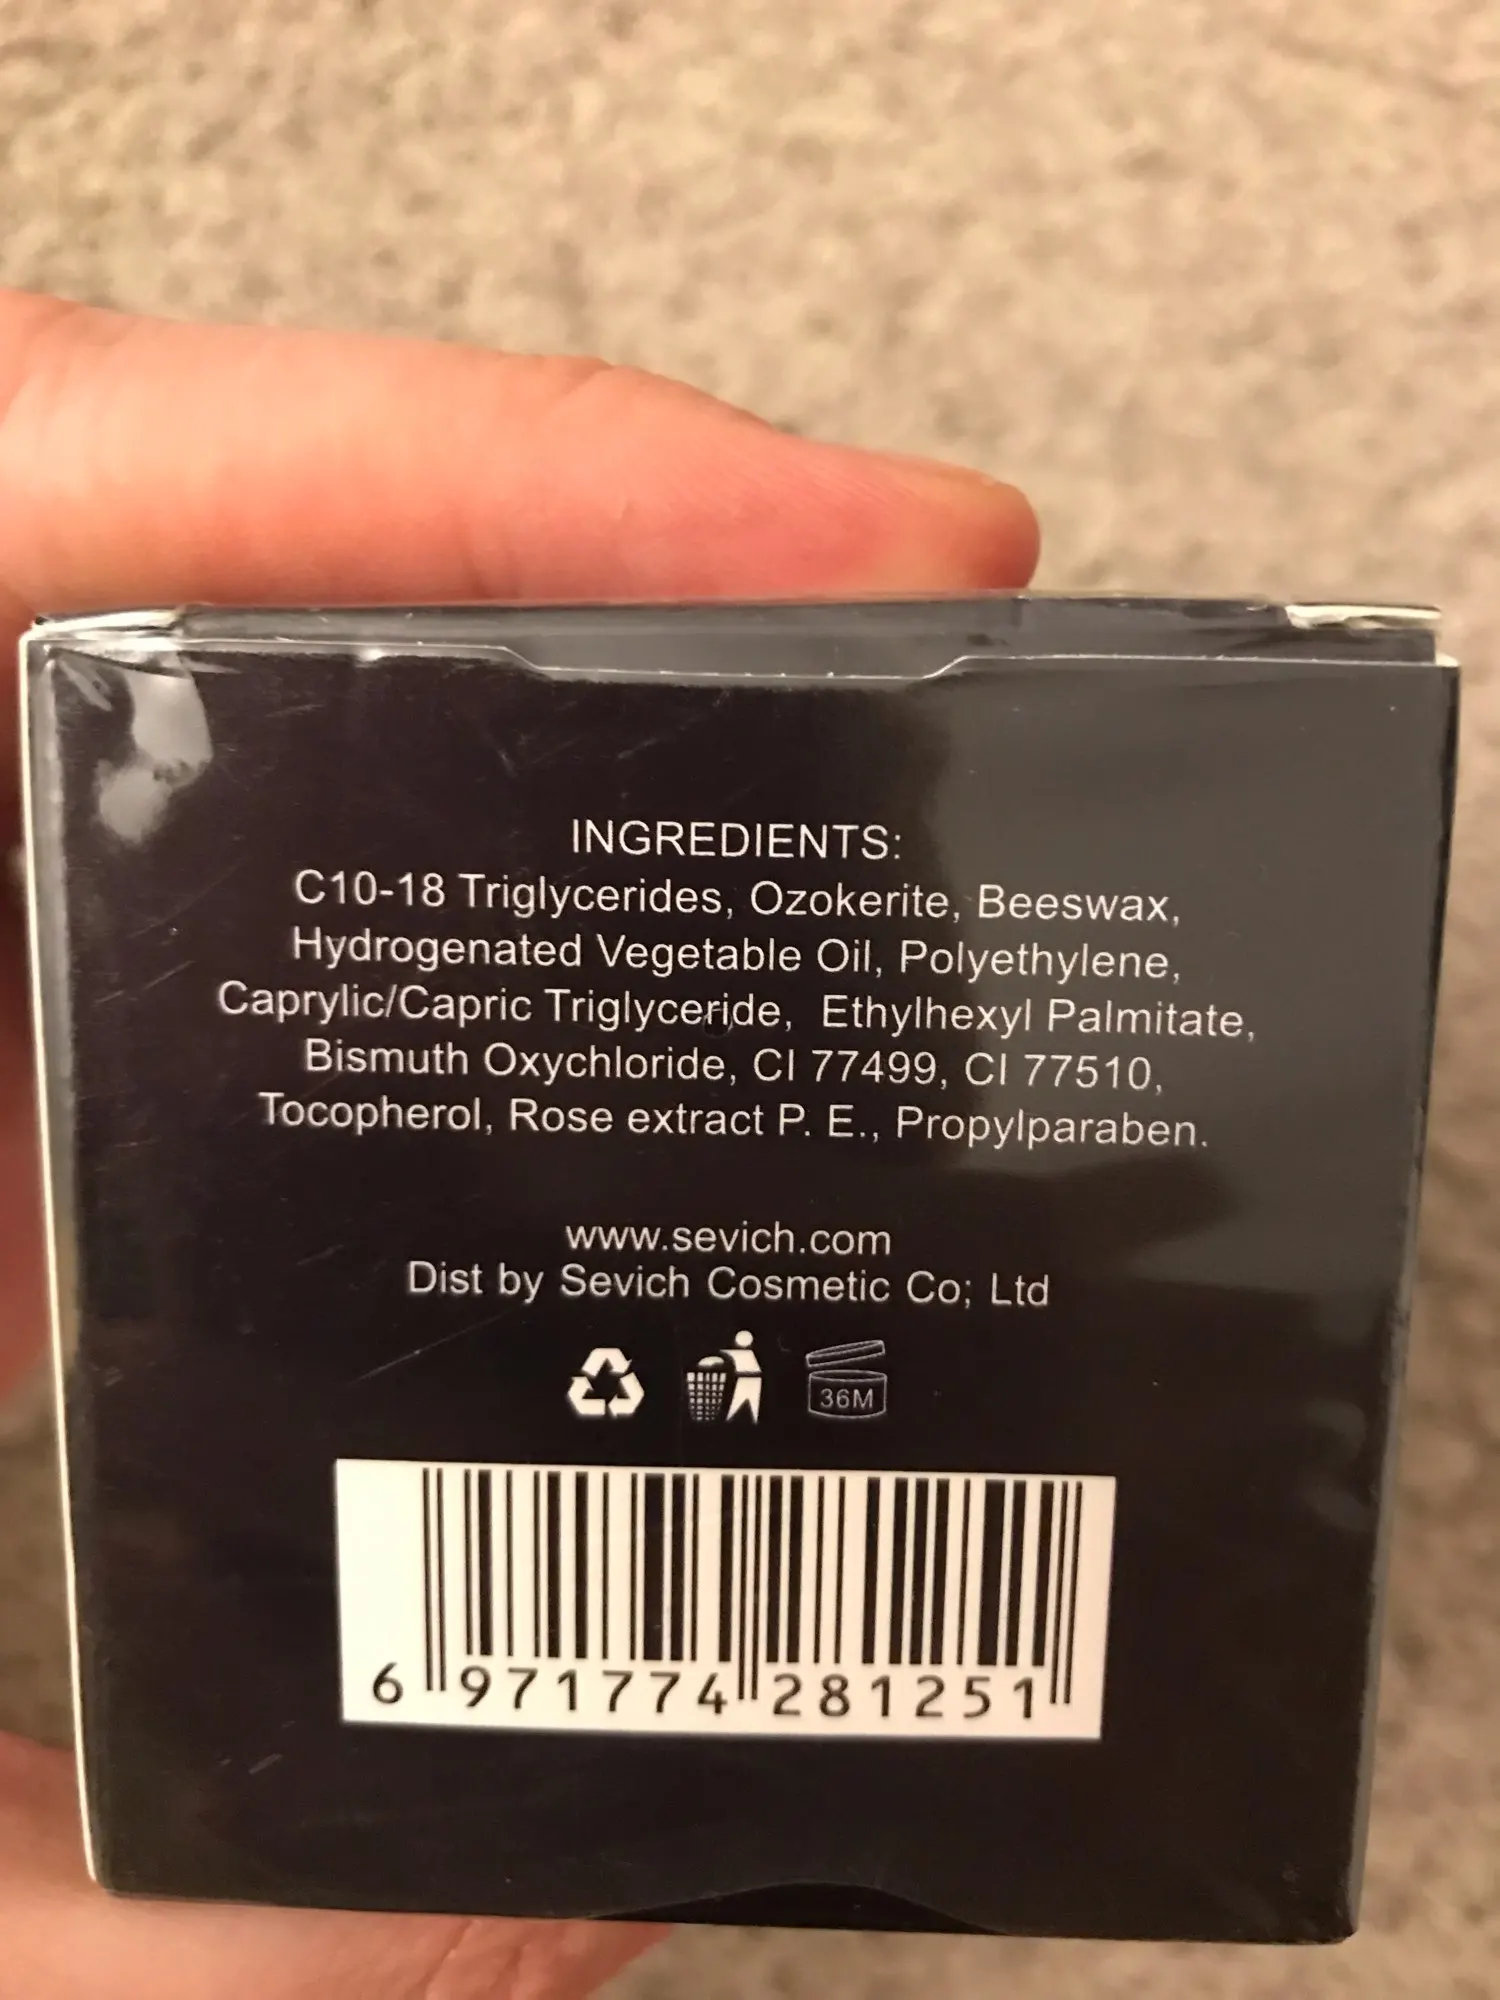 INGREDIENTS:
C10-18 Triglycerides, Ozokerite, Beeswax,
Hydrogenated Vegetable Oil, Polyethylene,
Caprylic/Capric Triglyceride, Ethylhexyl Palmitate,
Bismuth Oxychloride, CI 77499, CI 77510,
Tocopherol, Rose extract P. E., Propylparaben.
www.sevich.com
Dist by Sevich Cosmetic Co; Ltd
36M
6 971774 281251